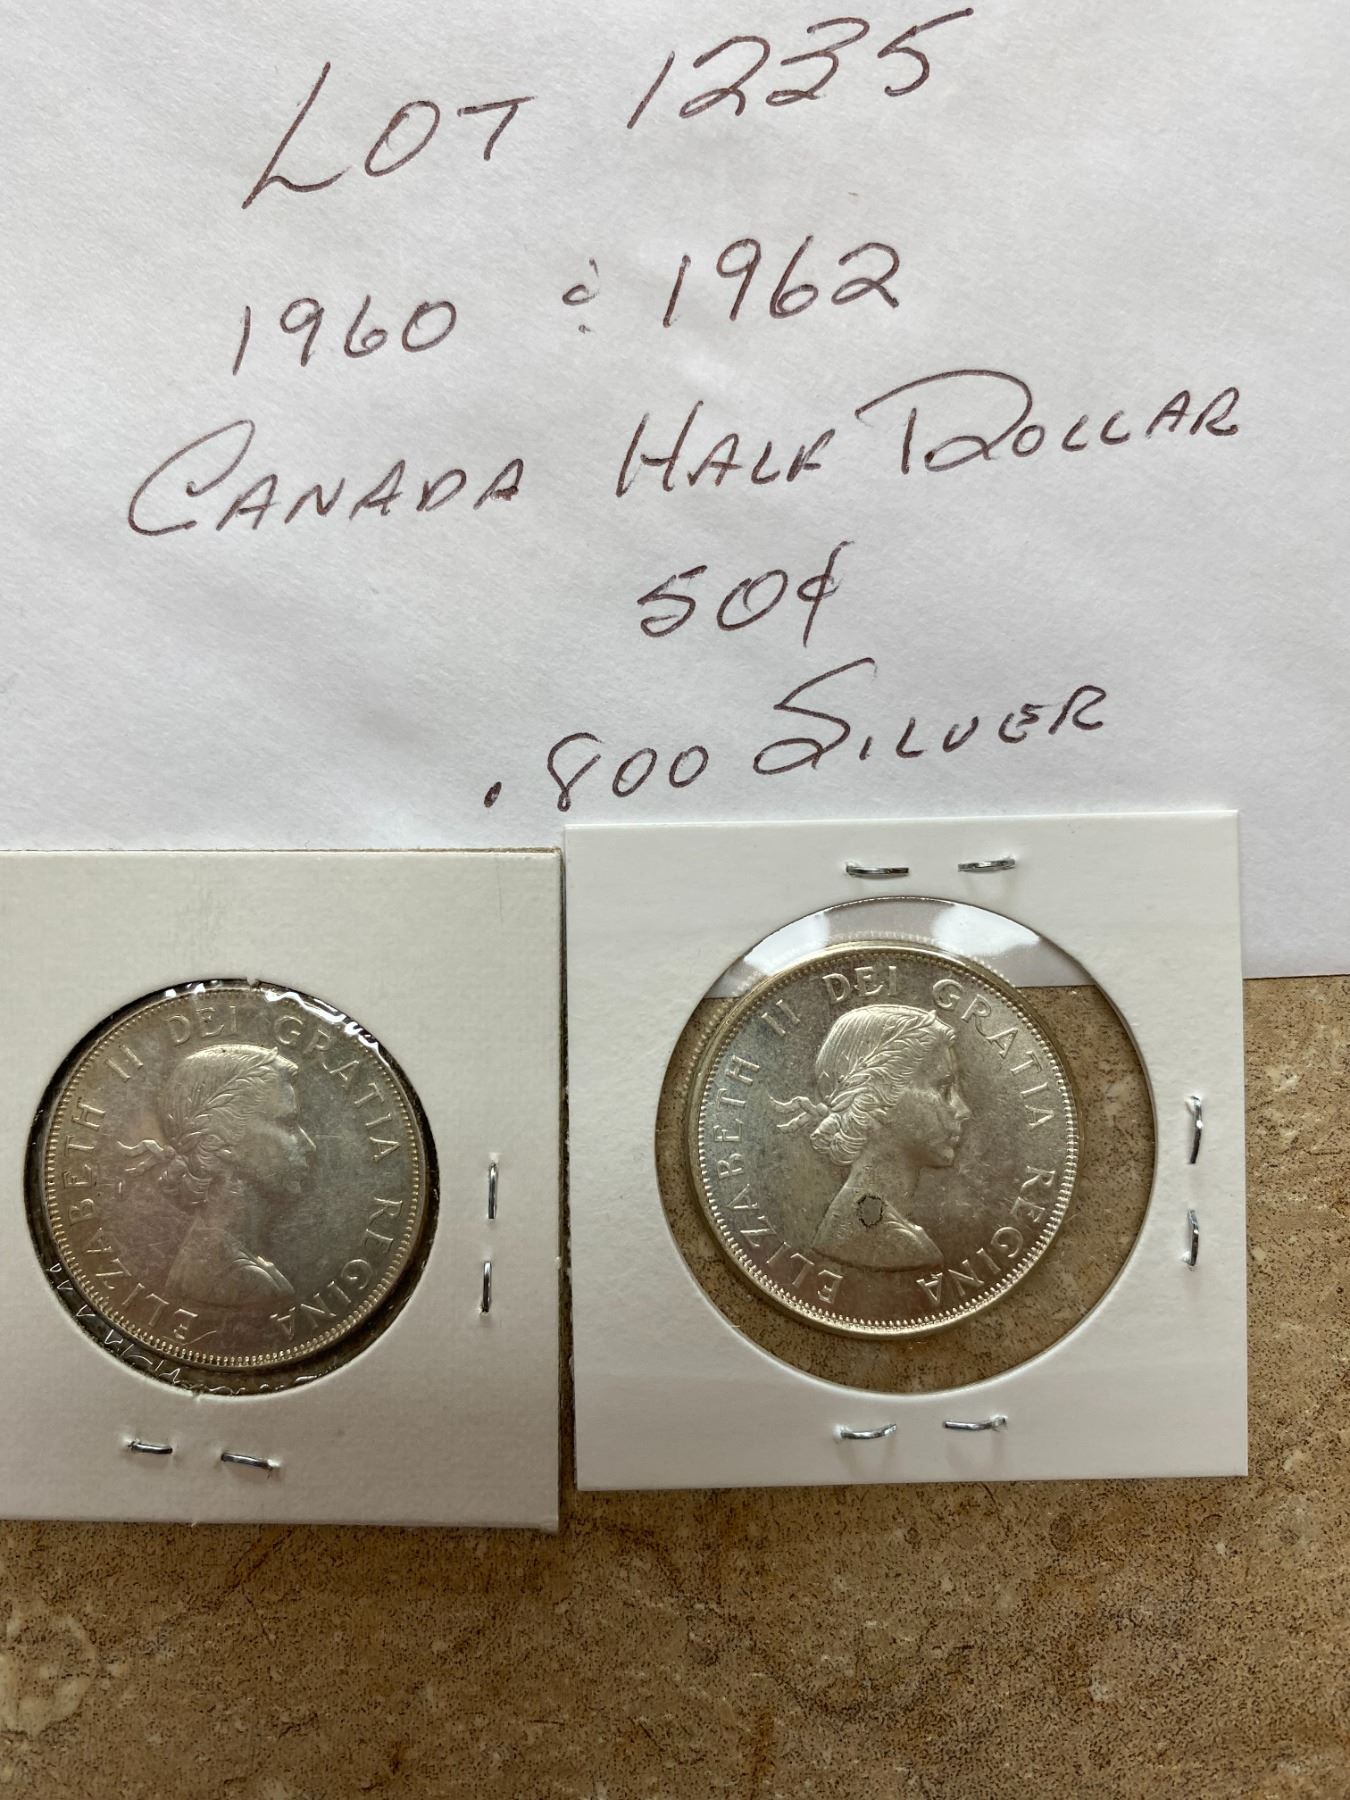 LOT 1235
1960 & 1962
CANADA HALF DOLLAR
50¢
.800 SILVER
ELIZABETH II DEI GRATIA REGINA
ELIZABETH II DEI GRATIA REGINA